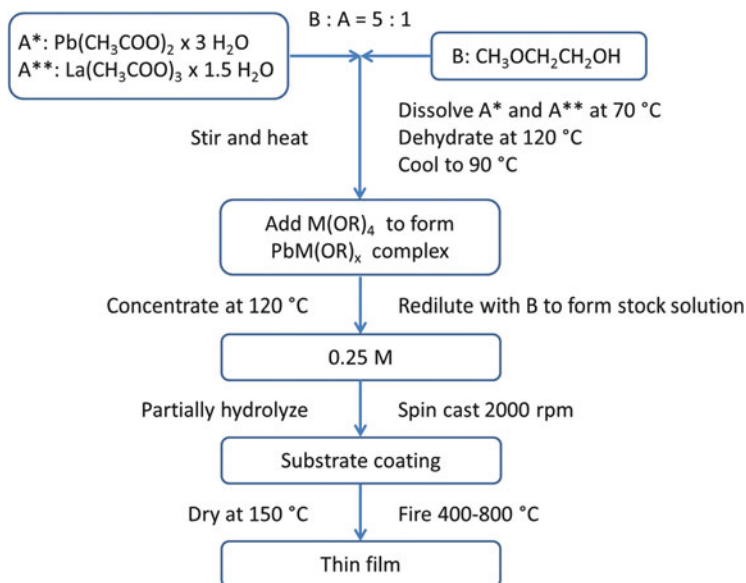 B : A = 5 : 1
A*: Pb(CH₃COO)₂ x 3 H₂O
A**: La(CH₃COO)₃ x 1.5 H₂O
B: CH₃OCH₂CH₂OH
Stir and heat
Dissolve A* and A** at 70 °C
Dehydrate at 120 °C
Cool to 90 °C
Add M(OR)₄ to form
PbM(OR)ₓ complex
Concentrate at 120 °C
Redilute with B to form stock solution
0.25 M
Partially hydrolyze
Spin cast 2000 rpm
Substrate coating
Dry at 150 °C
Fire 400-800 °C
Thin film